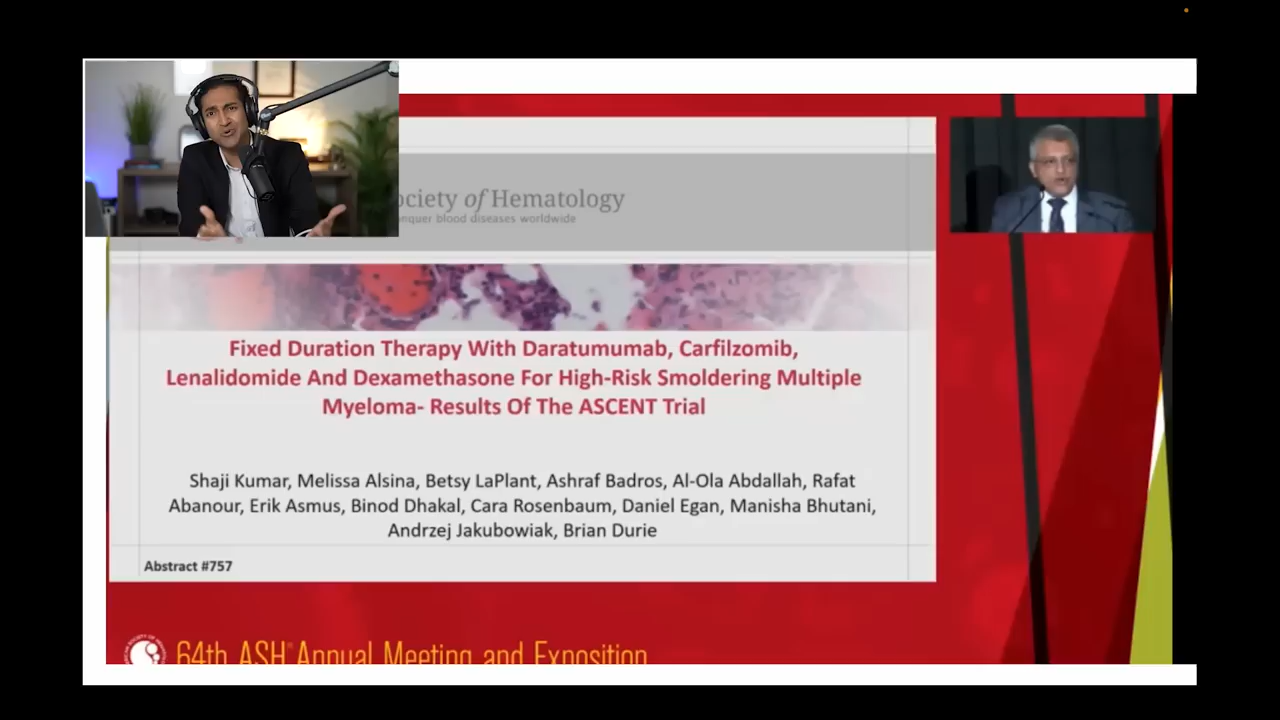 ociety of Hematology
onquer blood diseases worldwide
Fixed Duration Therapy With Daratumumab, Carfilzomib,
Lenalidomide And Dexamethasone For High-Risk Smoldering Multiple
Myeloma- Results Of The ASCENT Trial
Shaji Kumar, Melissa Alsina, Betsy LaPlant, Ashraf Badros, Al-Ola Abdallah, Rafat
Abanour, Erik Asmus, Binod Dhakal, Cara Rosenbaum, Daniel Egan, Manisha Bhutani,
Andrzej Jakubowiak, Brian Durie
Abstract #757
64th ASH® Annual Meeting and Exposition